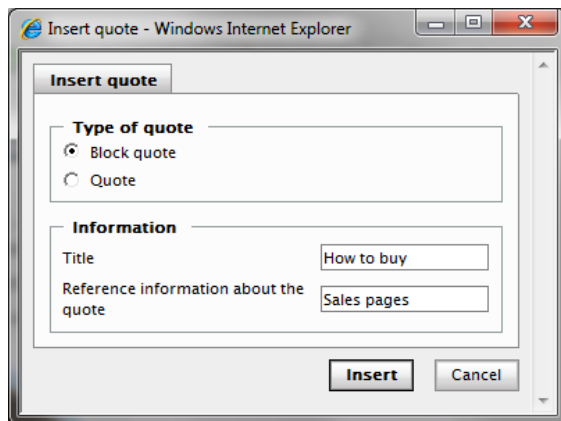 Insert quote - Windows Internet Explorer
Insert quote
Type of quote
Block quote
Quote
Information
Title
How to buy
Reference information about the
quote
Sales pages
Insert
Cancel